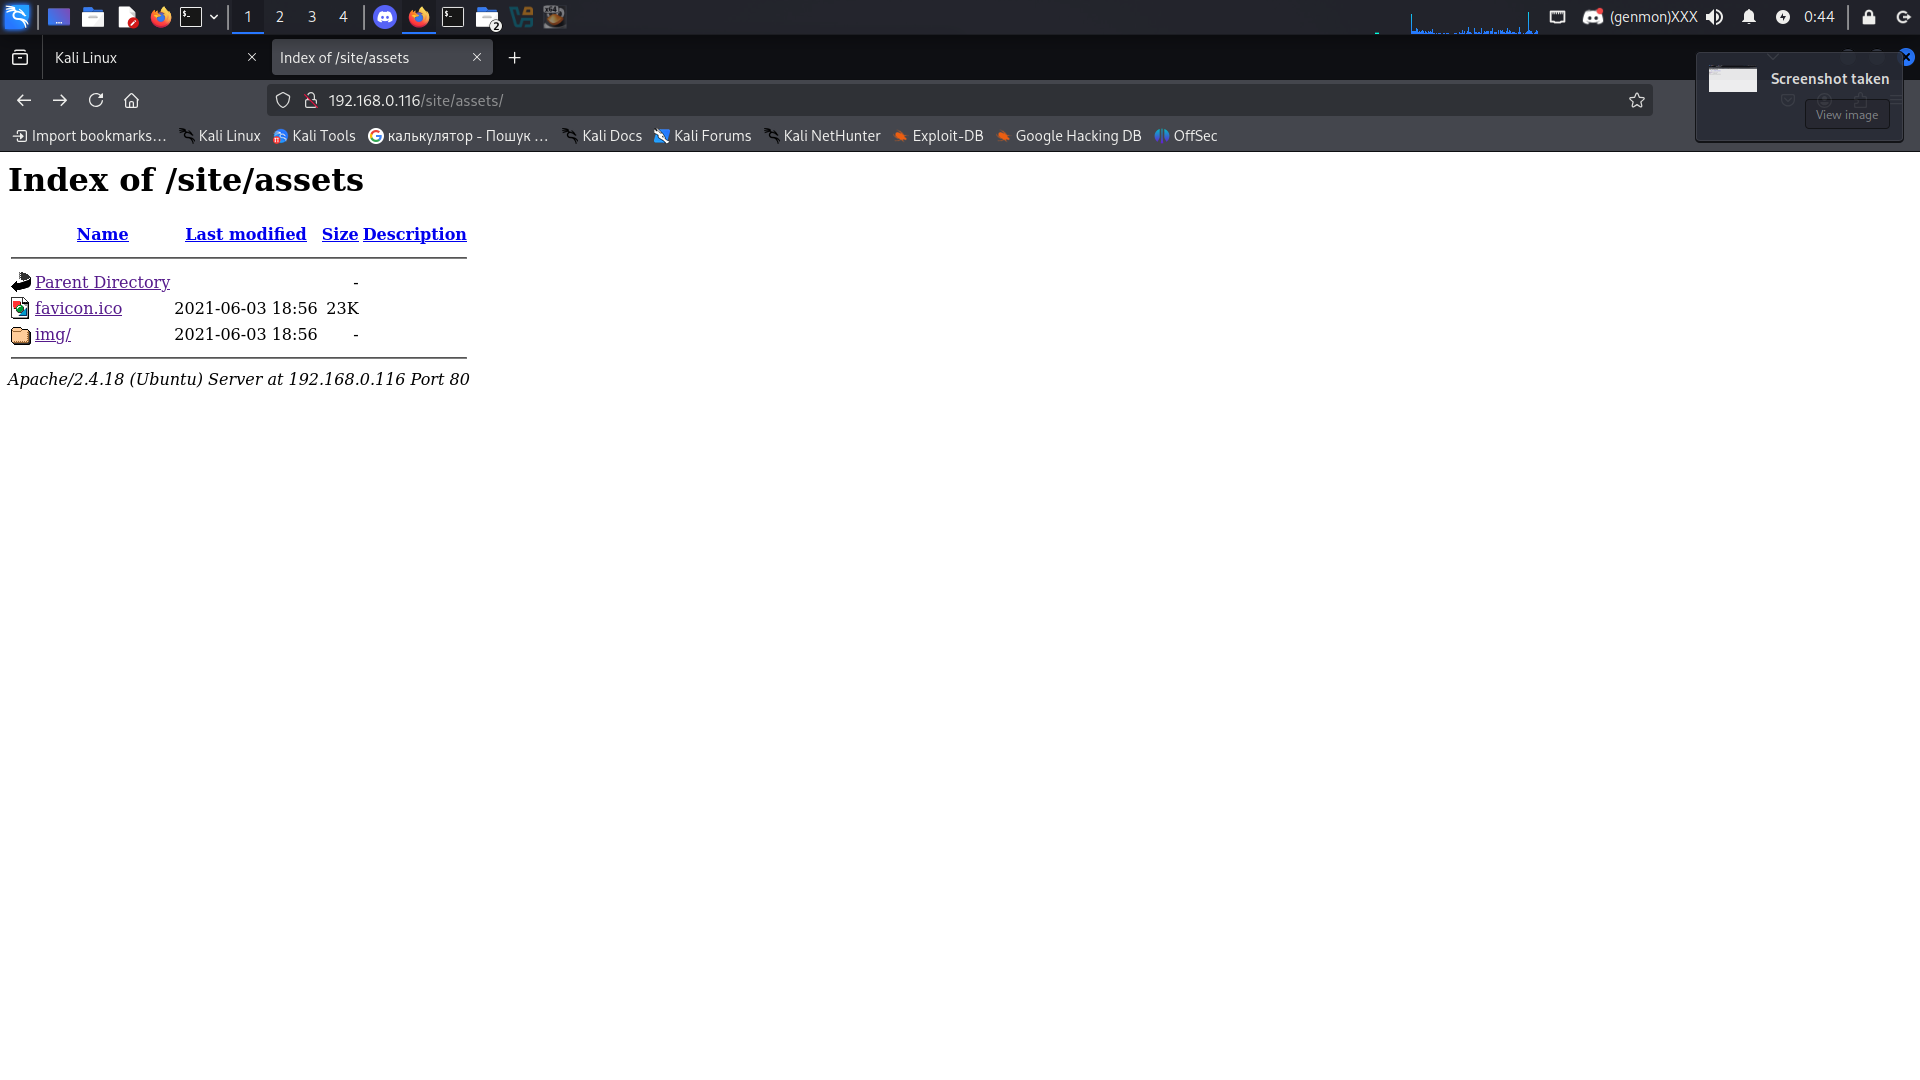 1 2 3 4 2 (genmon)XXX 0:44
Kali Linux Index of /site/assets
Screenshot taken
192.168.0.116/site/assets/
View image
Import bookmarks… Kali Linux Kali Tools калькулятор - Пошук … Kali Docs Kali Forums Kali NetHunter Exploit-DB Google Hacking DB OffSec
Index of /site/assets
Name Last modified Size Description
Parent Directory -
favicon.ico 2021-06-03 18:56 23K
img/ 2021-06-03 18:56 -
Apache/2.4.18 (Ubuntu) Server at 192.168.0.116 Port 80